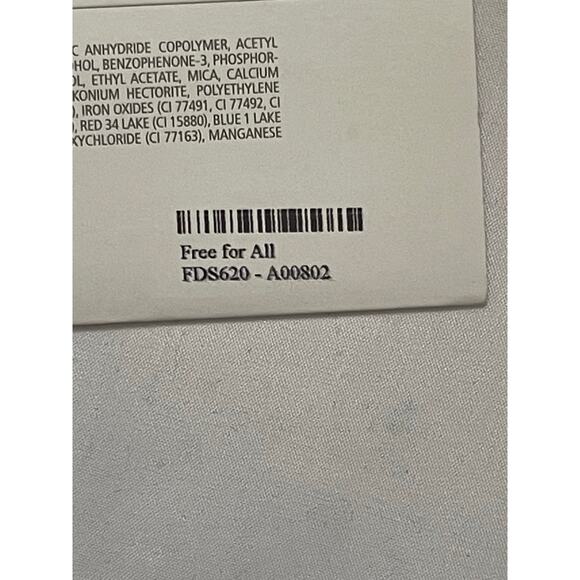 C ANHYDRIDE COPOLYMER, ACETYL
OHOL, BENZOPHENONE-3, PHOSPHOR-
OL, ETHYL ACETATE, MICA, CALCIUM
KONIUM HECTORITE, POLYETHYLENE
), IRON OXIDES (CI 77491, CI 77492, CI
), RED 34 LAKE (CI 15880), BLUE 1 LAKE
XYCHLORIDE (CI 77163), MANGANESE
Free for All
FDS620 - A00802